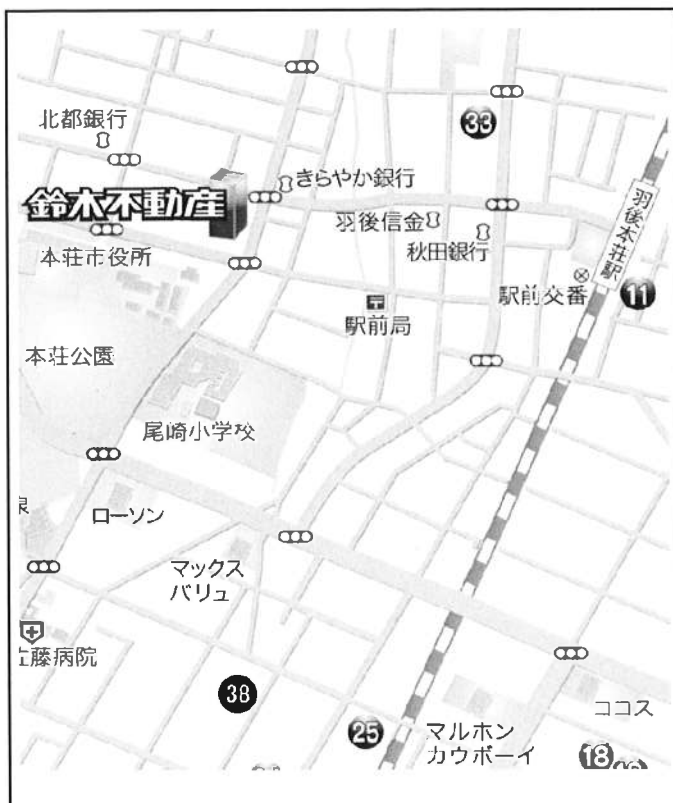 33
北都銀行
きらやか銀行
鈴木不動産
羽後信金
秋田銀行
羽後本荘駅
本荘市役所
駅前交番
11
駅前局
本荘公園
尾崎小学校
ローソン
マックス
バリュ
佐藤病院
38
ココス
25
マルホン
カウボーイ
18